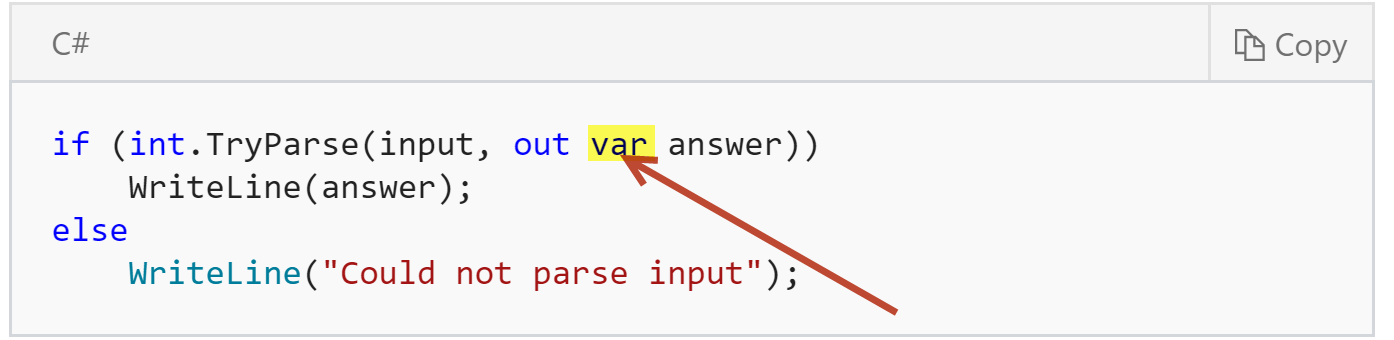 C#
Copy
if (int.TryParse(input, out var answer))
    WriteLine(answer);
else
    WriteLine("Could not parse input");